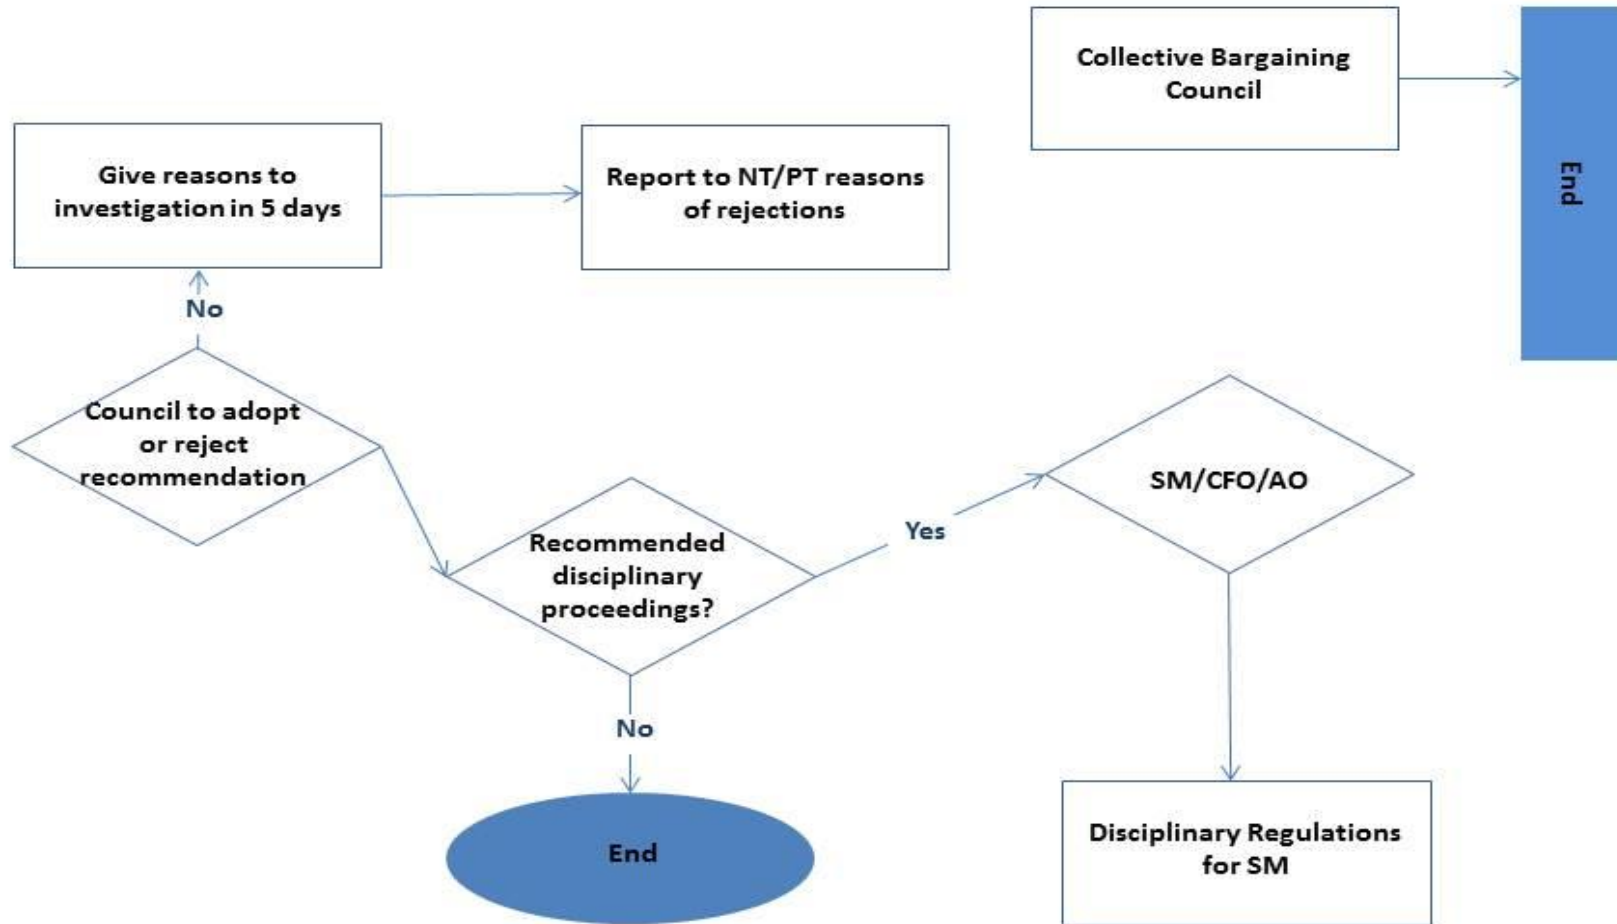 Collective Bargaining
Council
End
Give reasons to
investigation in 5 days
Report to NT/PT reasons
of rejections
No
Council to adopt
or reject
recommendation
Recommended
disciplinary
proceedings?
Yes
SM/CFO/AO
No
End
Disciplinary Regulations
for SM